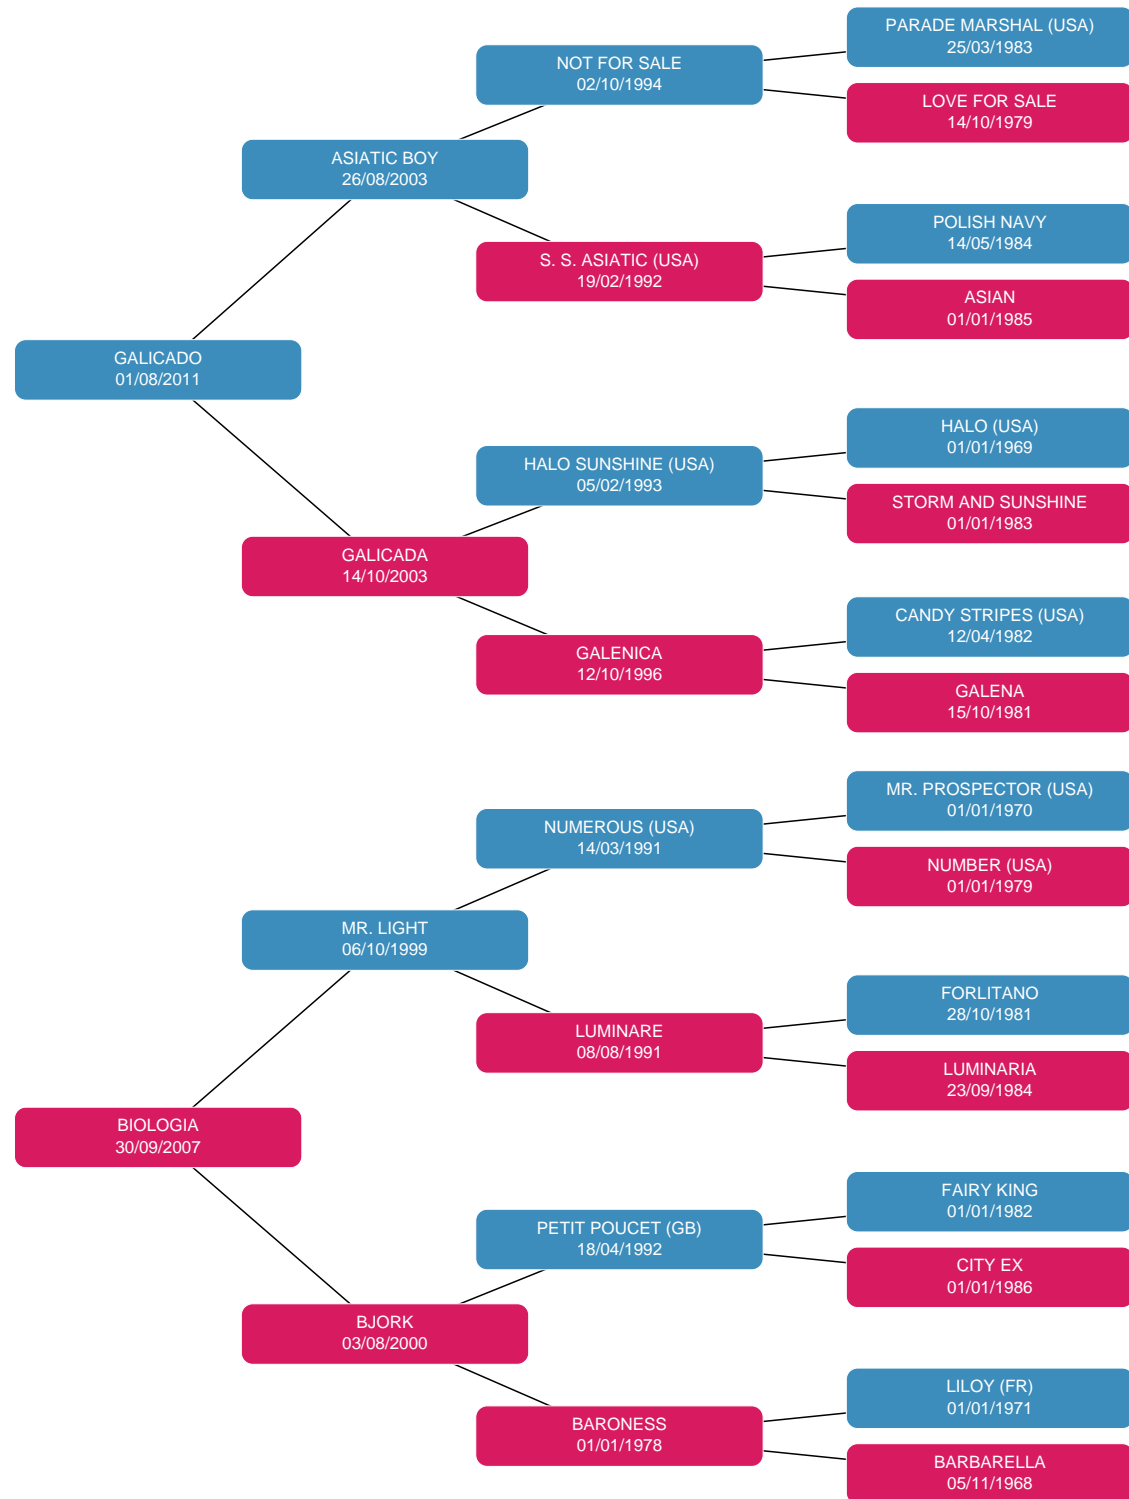 PARADE MARSHAL (USA)
25/03/1983
NOT FOR SALE
02/10/1994
LOVE FOR SALE
14/10/1979
ASIATIC BOY
26/08/2003
POLISH NAVY
14/05/1984
S. S. ASIATIC (USA)
19/02/1992
ASIAN
01/01/1985
GALICADO
01/08/2011
HALO (USA)
01/01/1969
HALO SUNSHINE (USA)
05/02/1993
STORM AND SUNSHINE
01/01/1983
GALICADA
14/10/2003
CANDY STRIPES (USA)
12/04/1982
GALENICA
12/10/1996
GALENA
15/10/1981
MR. PROSPECTOR (USA)
01/01/1970
NUMEROUS (USA)
14/03/1991
NUMBER (USA)
01/01/1979
MR. LIGHT
06/10/1999
FORLITANO
28/10/1981
LUMINARE
08/08/1991
LUMINARIA
23/09/1984
BIOLOGIA
30/09/2007
FAIRY KING
01/01/1982
PETIT POUCET (GB)
18/04/1992
CITY EX
01/01/1986
BJORK
03/08/2000
LILOY (FR)
01/01/1971
BARONESS
01/01/1978
BARBARELLA
05/11/1968